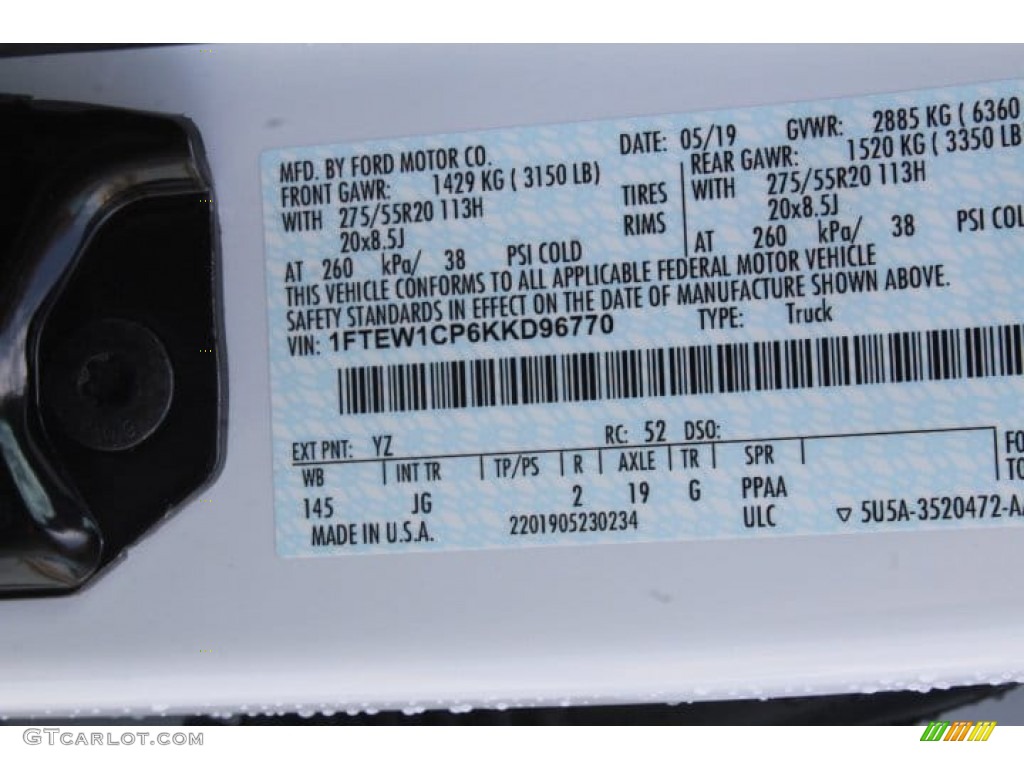 MFD. BY FORD MOTOR CO. DATE: 05/19 GVWR: 2885 KG ( 6360
FRONT GAWR: 1429 KG ( 3150 LB) REAR GAWR: 1520 KG ( 3350 LB
WITH 275/55R20 113H TIRES WITH 275/55R20 113H
20x8.5J RIMS 20x8.5J
AT 260 kPa/ 38 PSI COLD AT 260 kPa/ 38 PSI COL
THIS VEHICLE CONFORMS TO ALL APPLICABLE FEDERAL MOTOR VEHICLE
SAFETY STANDARDS IN EFFECT ON THE DATE OF MANUFACTURE SHOWN ABOVE.
VIN: 1FTEW1CP6KKD96770 TYPE: Truck
EXT PNT: YZ RC: 52 DSO:
WB INT TR TP/PS R AXLE TR SPR FO
145 JG 2 19 G PPAA TO
MADE IN U.S.A. 2201905230234 ULC ▽ 5U5A-3520472-A
GTCarlot.com